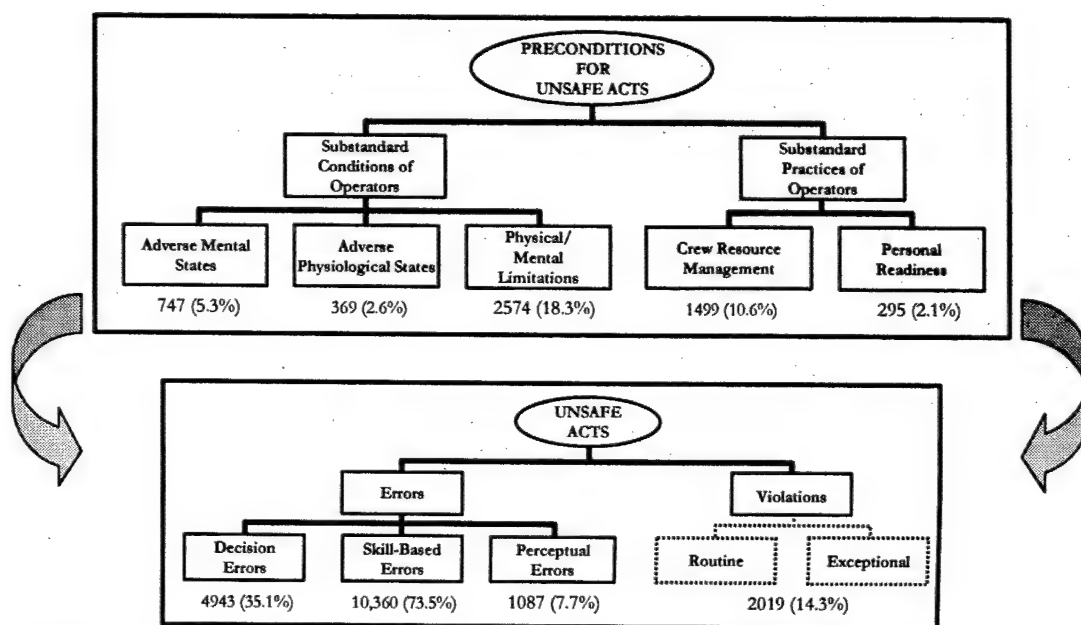 PRECONDITIONS
FOR
UNSAFE ACTS
Substandard
Conditions of
Operators
Substandard
Practices of
Operators
Adverse Mental
States
Adverse
Physiological States
Physical/
Mental
Limitations
Crew Resource
Management
Personal
Readiness
747 (5.3%)
369 (2.6%)
2574 (18.3%)
1499 (10.6%)
295 (2.1%)
UNSAFE
ACTS
Errors
Violations
Decision
Errors
Skill-Based
Errors
Perceptual
Errors
Routine
Exceptional
4943 (35.1%)
10,360 (73.5%)
1087 (7.7%)
2019 (14.3%)